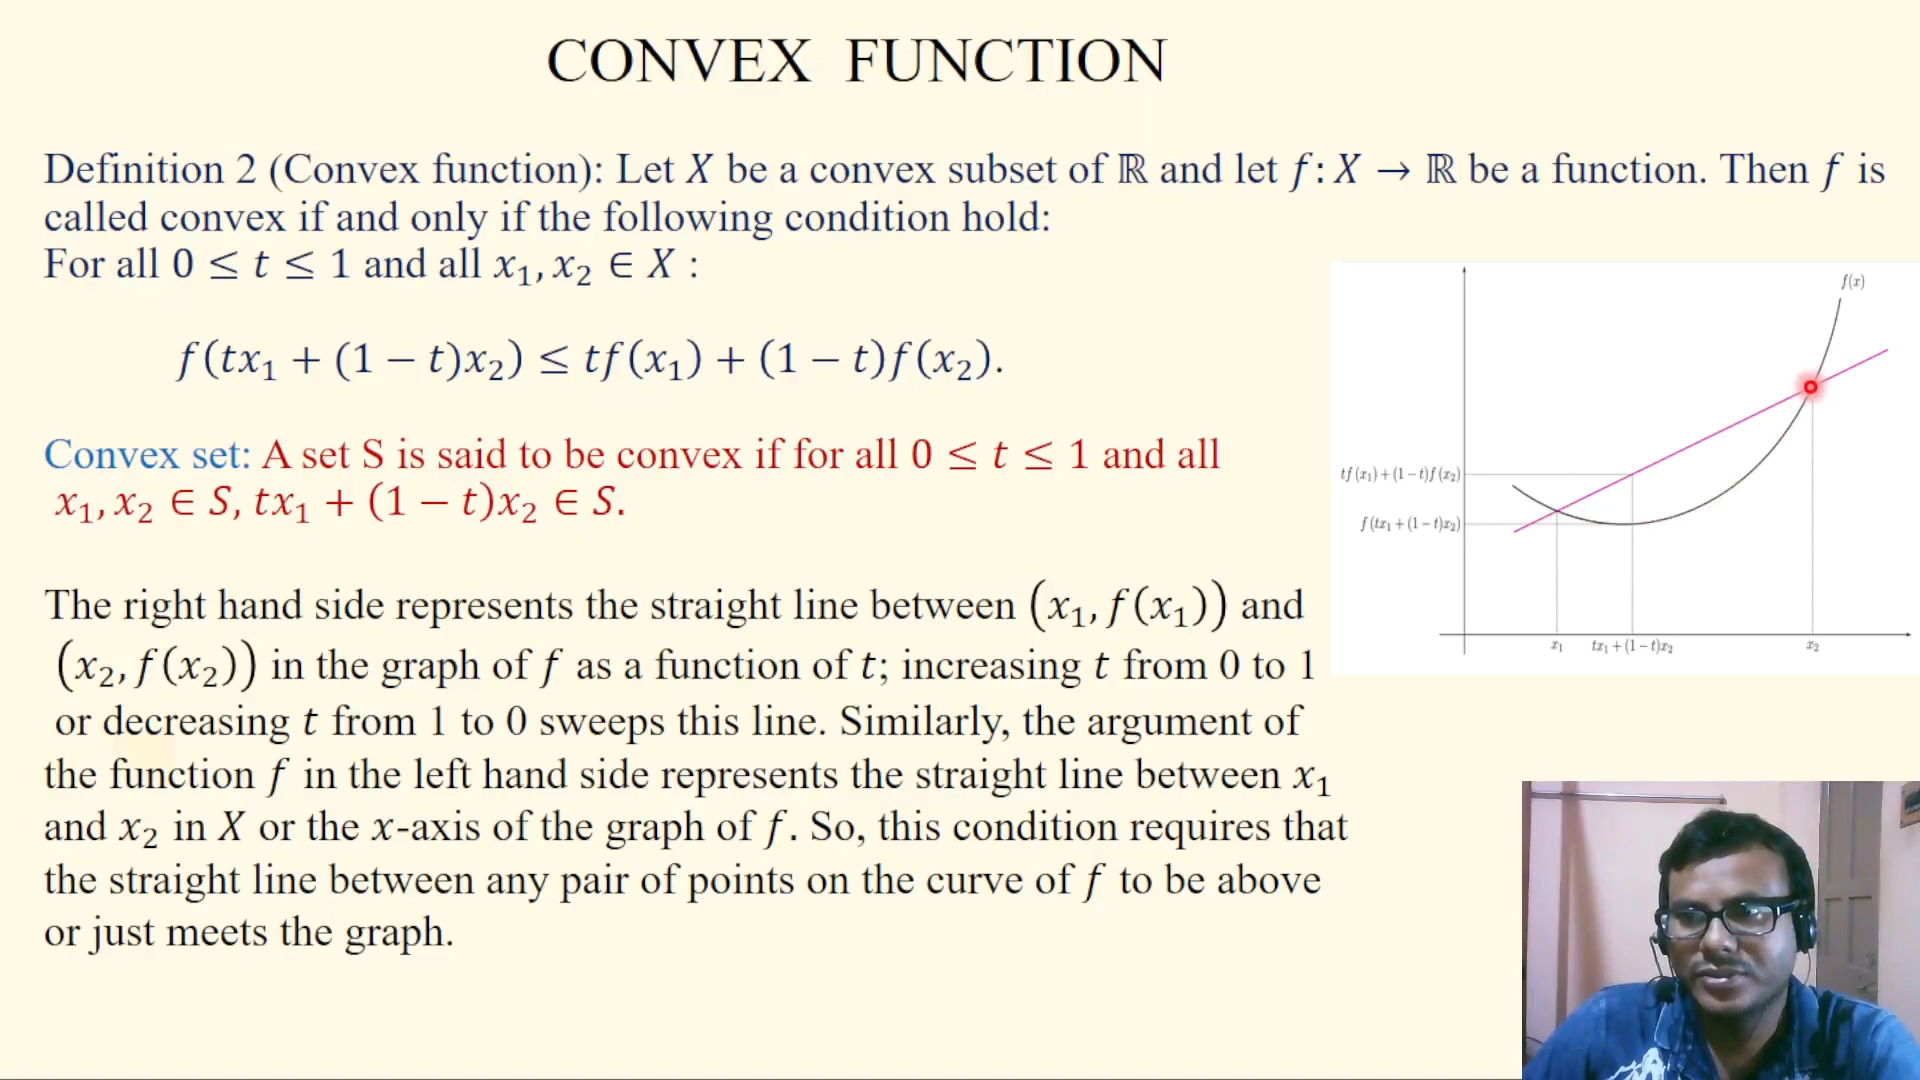 CONVEX FUNCTION
Definition 2 (Convex function): Let X be a convex subset of ℝ and let f: X → ℝ be a function. Then f is
called convex if and only if the following condition hold:
For all 0 ≤ t ≤ 1 and all x₁, x₂ ∈ X :
f(tx₁ + (1 − t)x₂) ≤ tf(x₁) + (1 − t)f(x₂).
Convex set: A set S is said to be convex if for all 0 ≤ t ≤ 1 and all
x₁, x₂ ∈ S, tx₁ + (1 − t)x₂ ∈ S.
The right hand side represents the straight line between (x₁, f(x₁)) and
(x₂, f(x₂)) in the graph of f as a function of t; increasing t from 0 to 1
or decreasing t from 1 to 0 sweeps this line. Similarly, the argument of
the function f in the left hand side represents the straight line between x₁
and x₂ in X or the x-axis of the graph of f. So, this condition requires that
the straight line between any pair of points on the curve of f to be above
or just meets the graph.
f(x)
tf(x₁)+(1−t)f(x₂)
f(tx₁+(1−t)x₂)
x₁ tx₁+(1−t)x₂ x₂